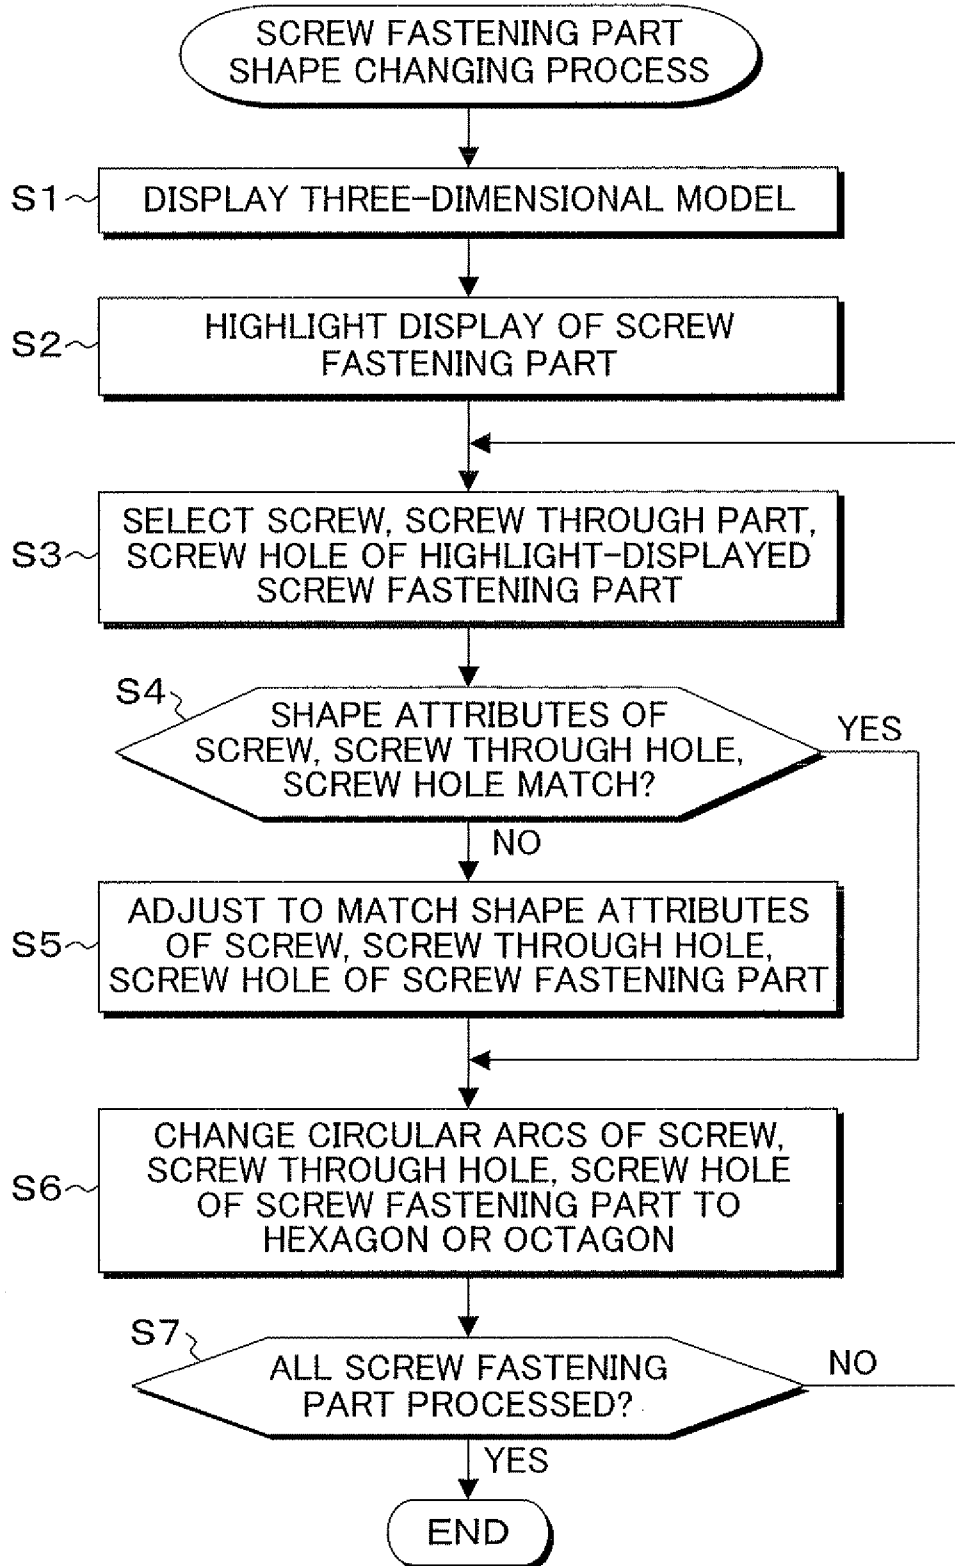 SCREW FASTENING PART
SHAPE CHANGING PROCESS
S1
DISPLAY THREE-DIMENSIONAL MODEL
S2
HIGHLIGHT DISPLAY OF SCREW
FASTENING PART
S3
SELECT SCREW, SCREW THROUGH PART,
SCREW HOLE OF HIGHLIGHT-DISPLAYED
SCREW FASTENING PART
S4
SHAPE ATTRIBUTES OF
SCREW, SCREW THROUGH HOLE,
SCREW HOLE MATCH?
YES
NO
S5
ADJUST TO MATCH SHAPE ATTRIBUTES
OF SCREW, SCREW THROUGH HOLE,
SCREW HOLE OF SCREW FASTENING PART
S6
CHANGE CIRCULAR ARCS OF SCREW,
SCREW THROUGH HOLE, SCREW HOLE
OF SCREW FASTENING PART TO
HEXAGON OR OCTAGON
S7
ALL SCREW FASTENING
PART PROCESSED?
NO
YES
END